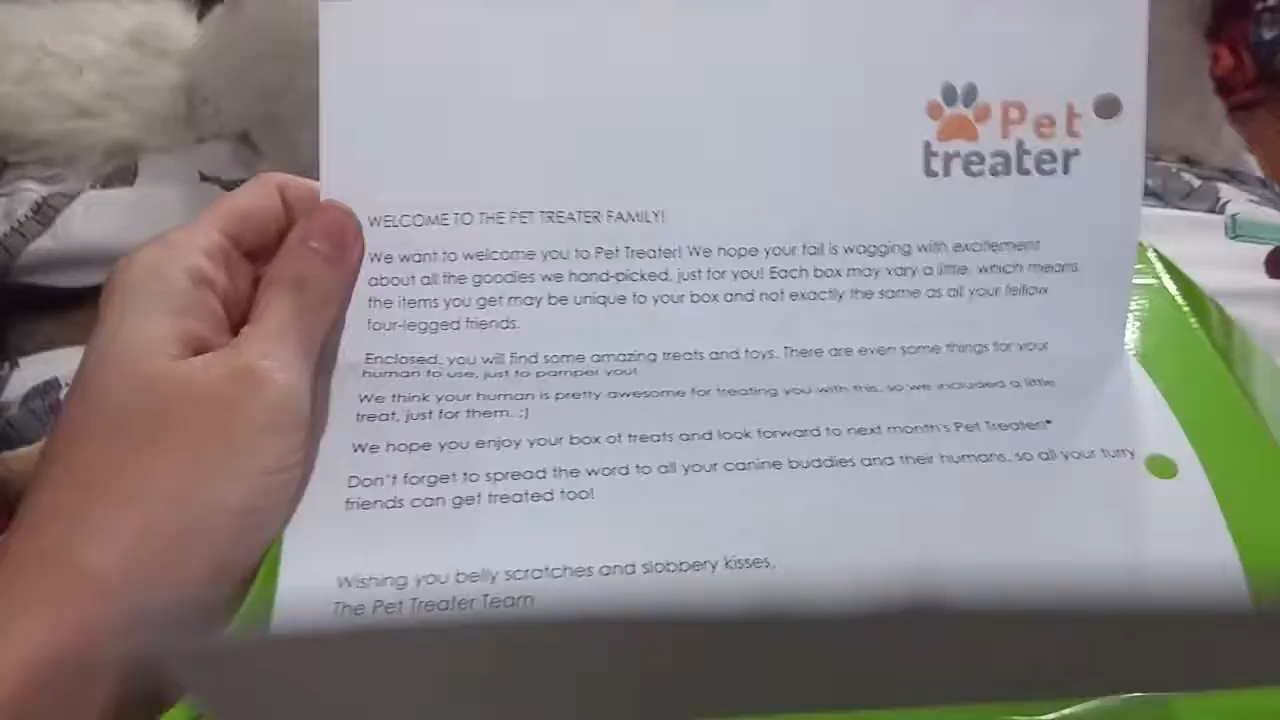 Pet
treater
WELCOME TO THE PET TREATER FAMILY!
We want to welcome you to Pet Treater! We hope your tail is wagging with excitement
about all the goodies we hand-picked, just for you! Each box may vary a little, which means
the items you get may be unique to your box and not exactly the same as all your fellow
four-legged friends.
Enclosed, you will find some amazing treats and toys. There are even some things for your
human to use, just to pamper you!
We think your human is pretty awesome for treating you with this, so we included a little
treat, just for them. :)
We hope you enjoy your box of treats and look forward to next month's Pet Treater!*
Don't forget to spread the word to all your canine buddies and their humans, so all your furry
friends can get treated too!
Wishing you belly scratches and slobbery kisses,
The Pet Treater Team